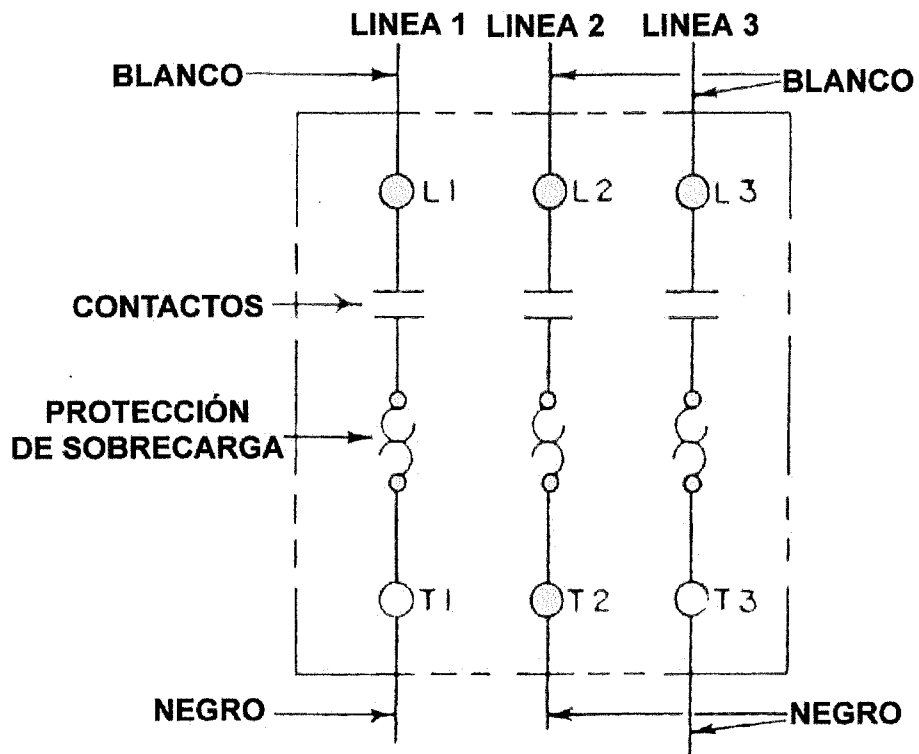 LINEA 1 LINEA 2 LINEA 3
BLANCO
BLANCO
L1 L2 L3
CONTACTOS
PROTECCIÓN
DE SOBRECARGA
T1 T2 T3
NEGRO
NEGRO